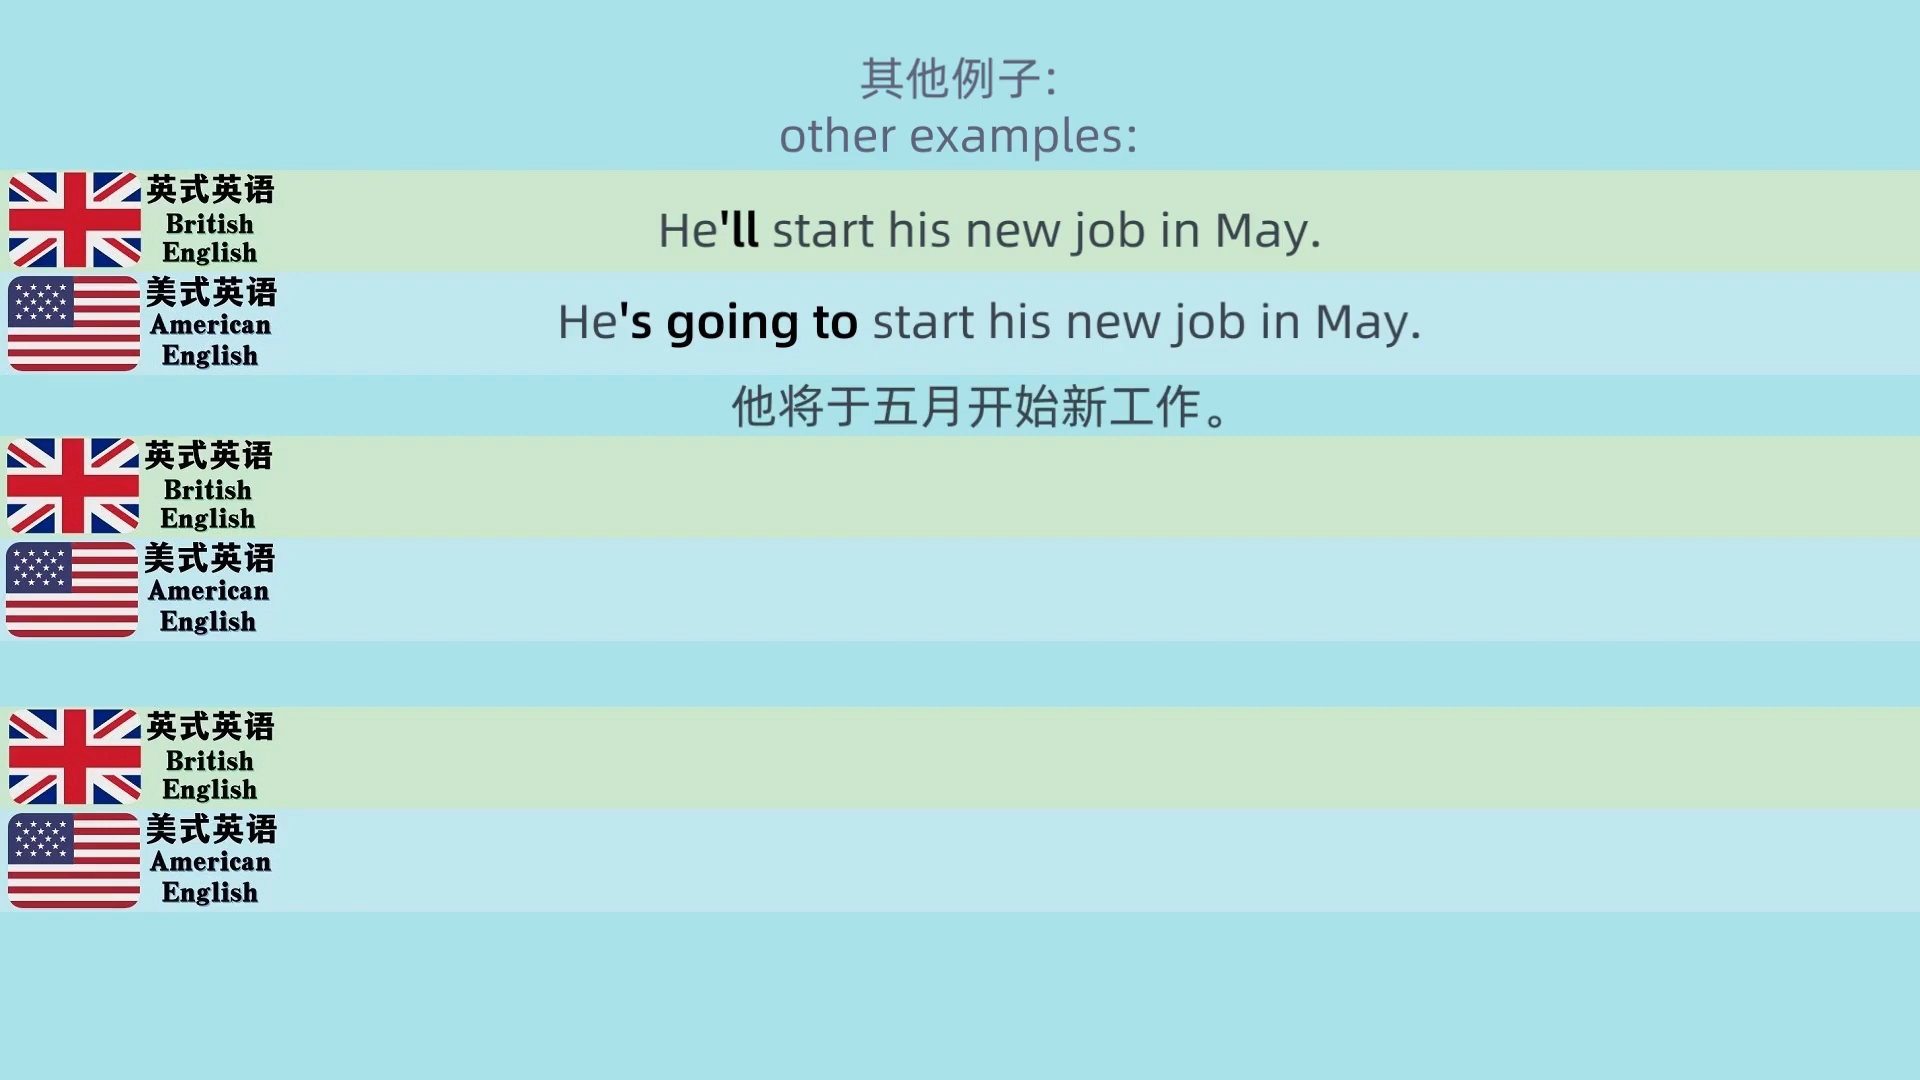 其他例子:
other examples:
英式英语
British
English
He'll start his new job in May.
美式英语
American
English
He's going to start his new job in May.
他将于五月开始新工作。
英式英语
British
English
美式英语
American
English
英式英语
British
English
美式英语
American
English